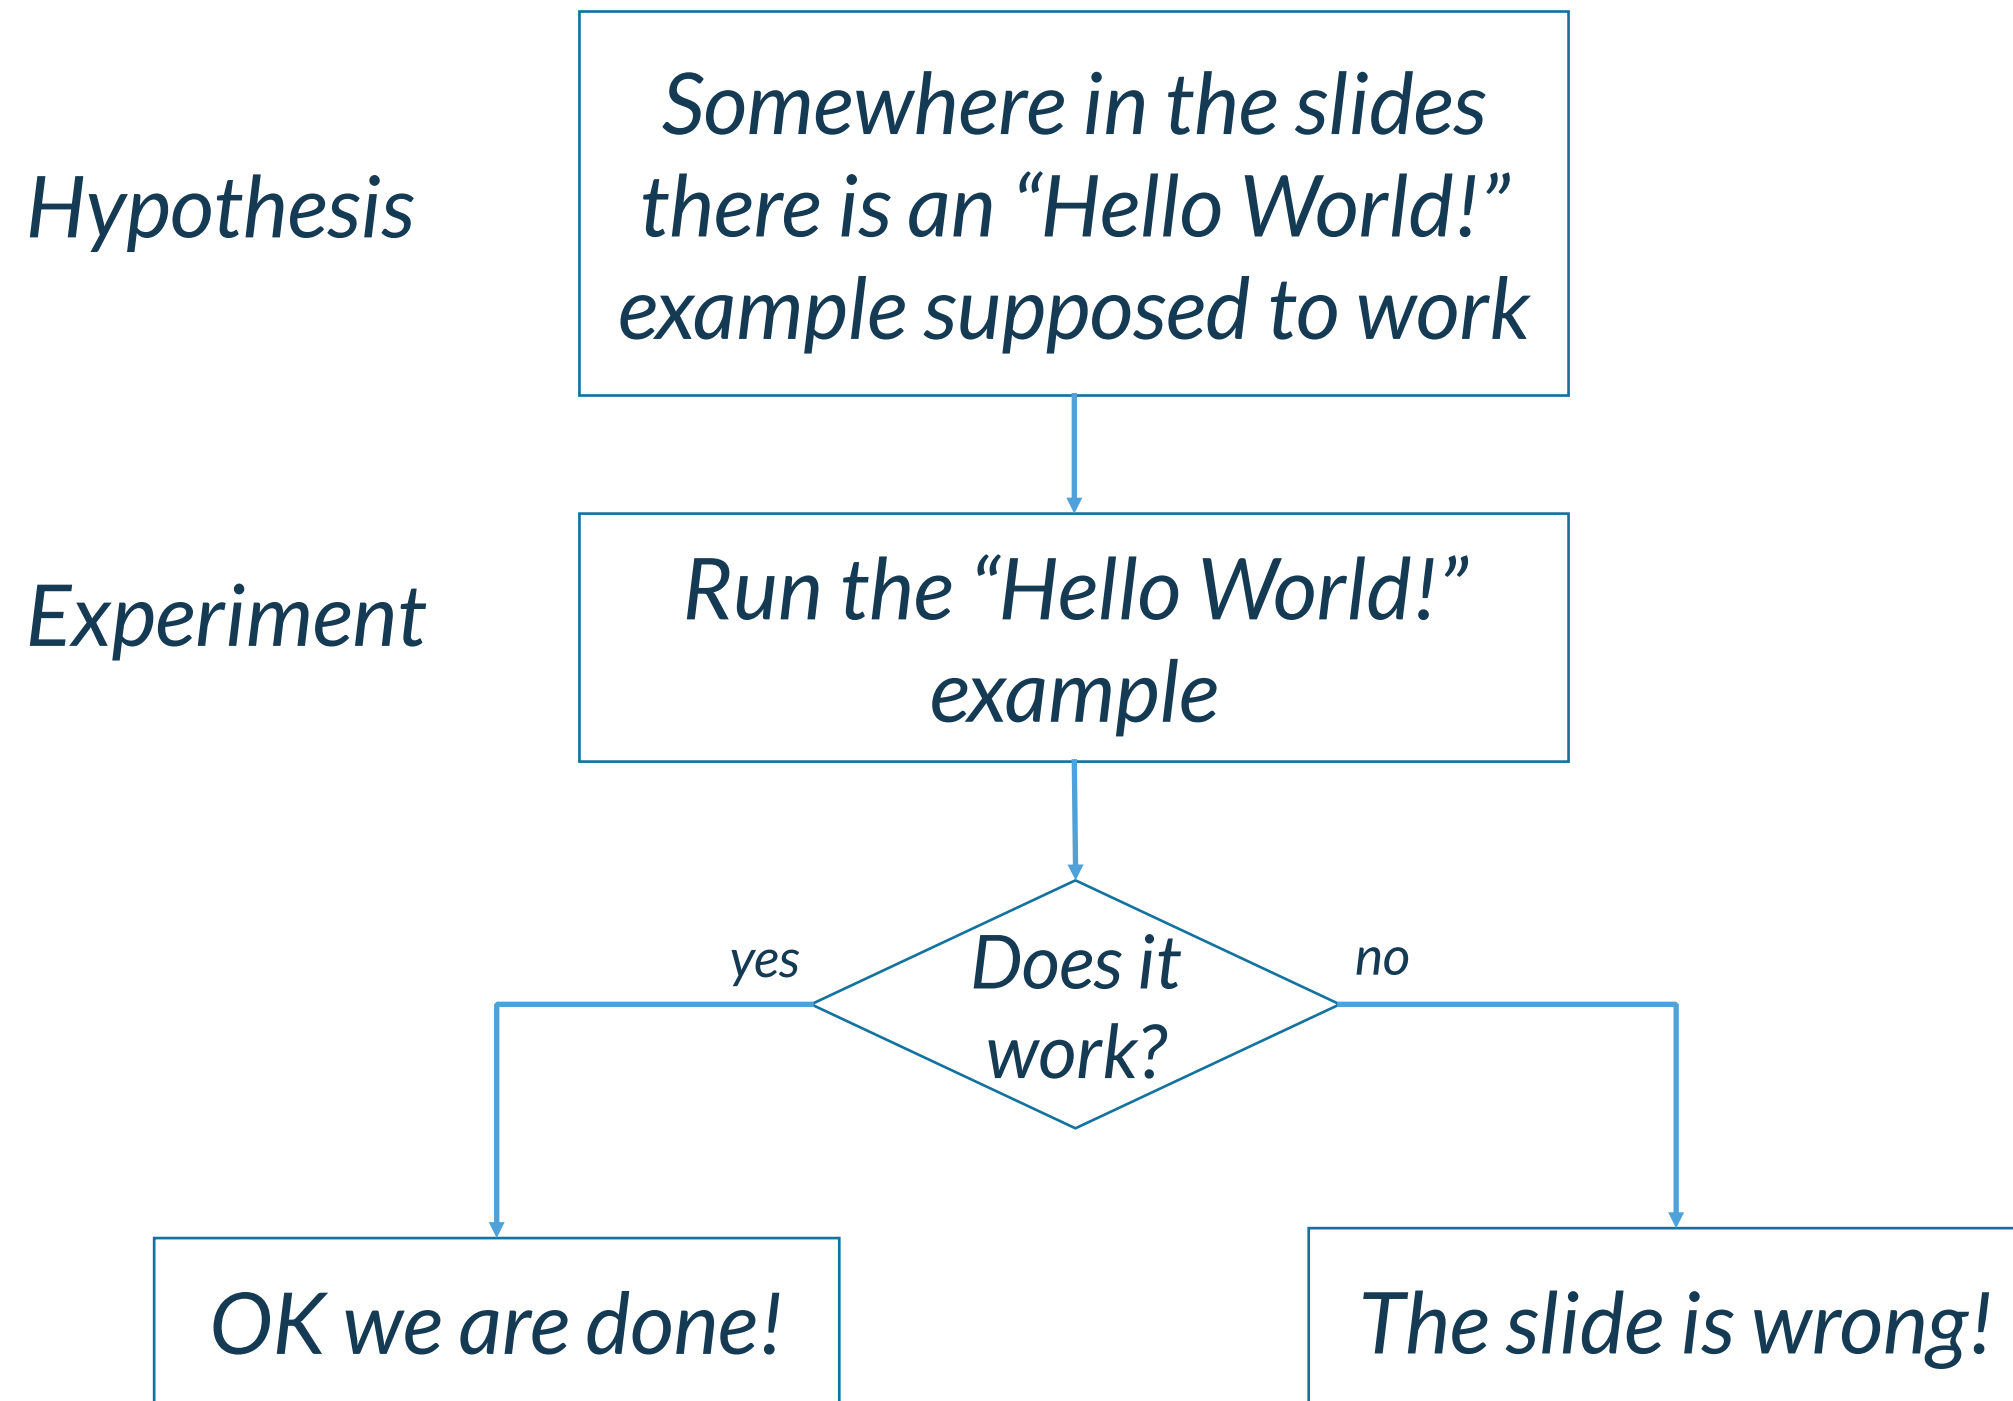 Hypothesis
Somewhere in the slides
there is an “Hello World!”
example supposed to work
Experiment
Run the “Hello World!”
example
yes
Does it
work?
no
OK we are done!
The slide is wrong!